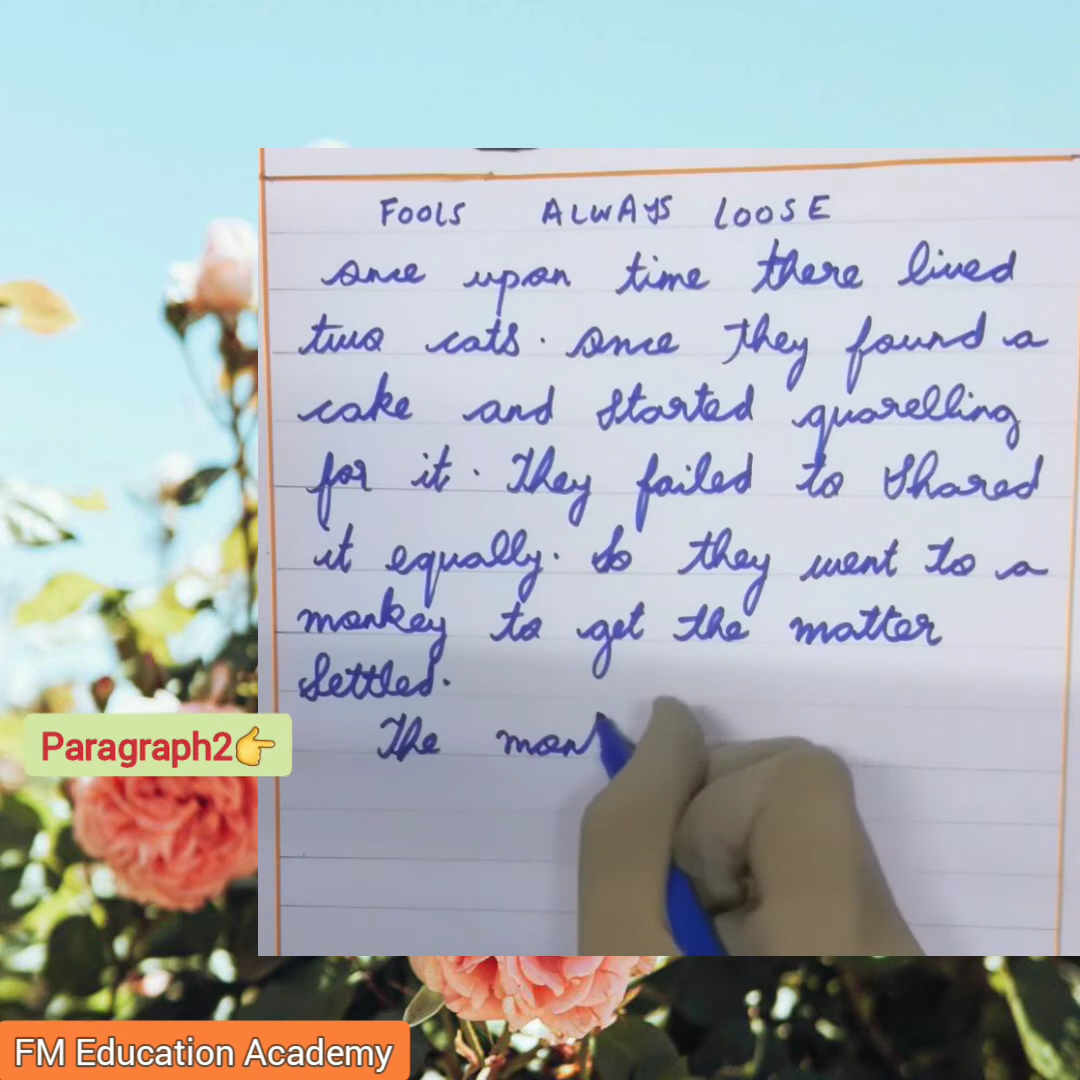 FOOLS ALWAYS LOOSE
Once upon time there lived
two cats. Once They found a
cake and started quarelling
for it. They failed to Shared
it equally. So they went to a
monkey to get the matter
Settled.
Paragraph2👉
The mon
FM Education Academy